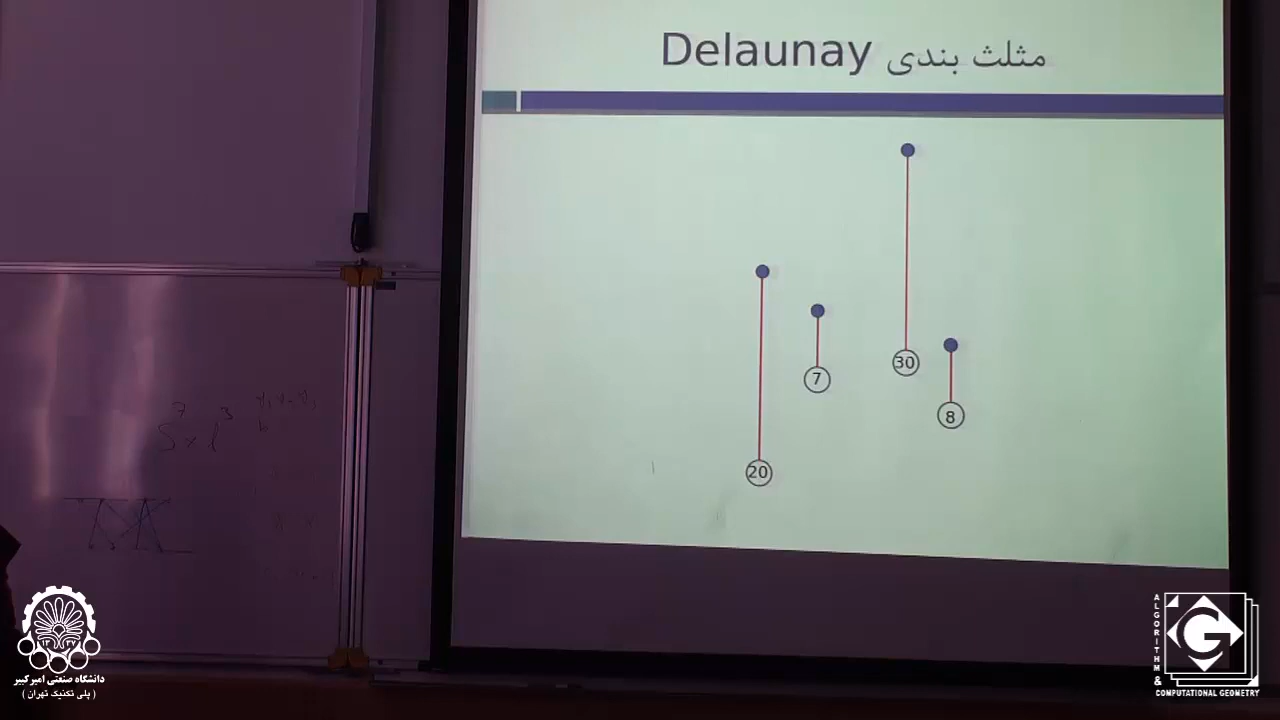 مثلث بندی Delaunay
30
7
8
20
دانشگاه صنعتی امیرکبیر
( پلی تکنیک تهران )
ALGORITHM &
COMPUTATIONAL GEOMETRY
G